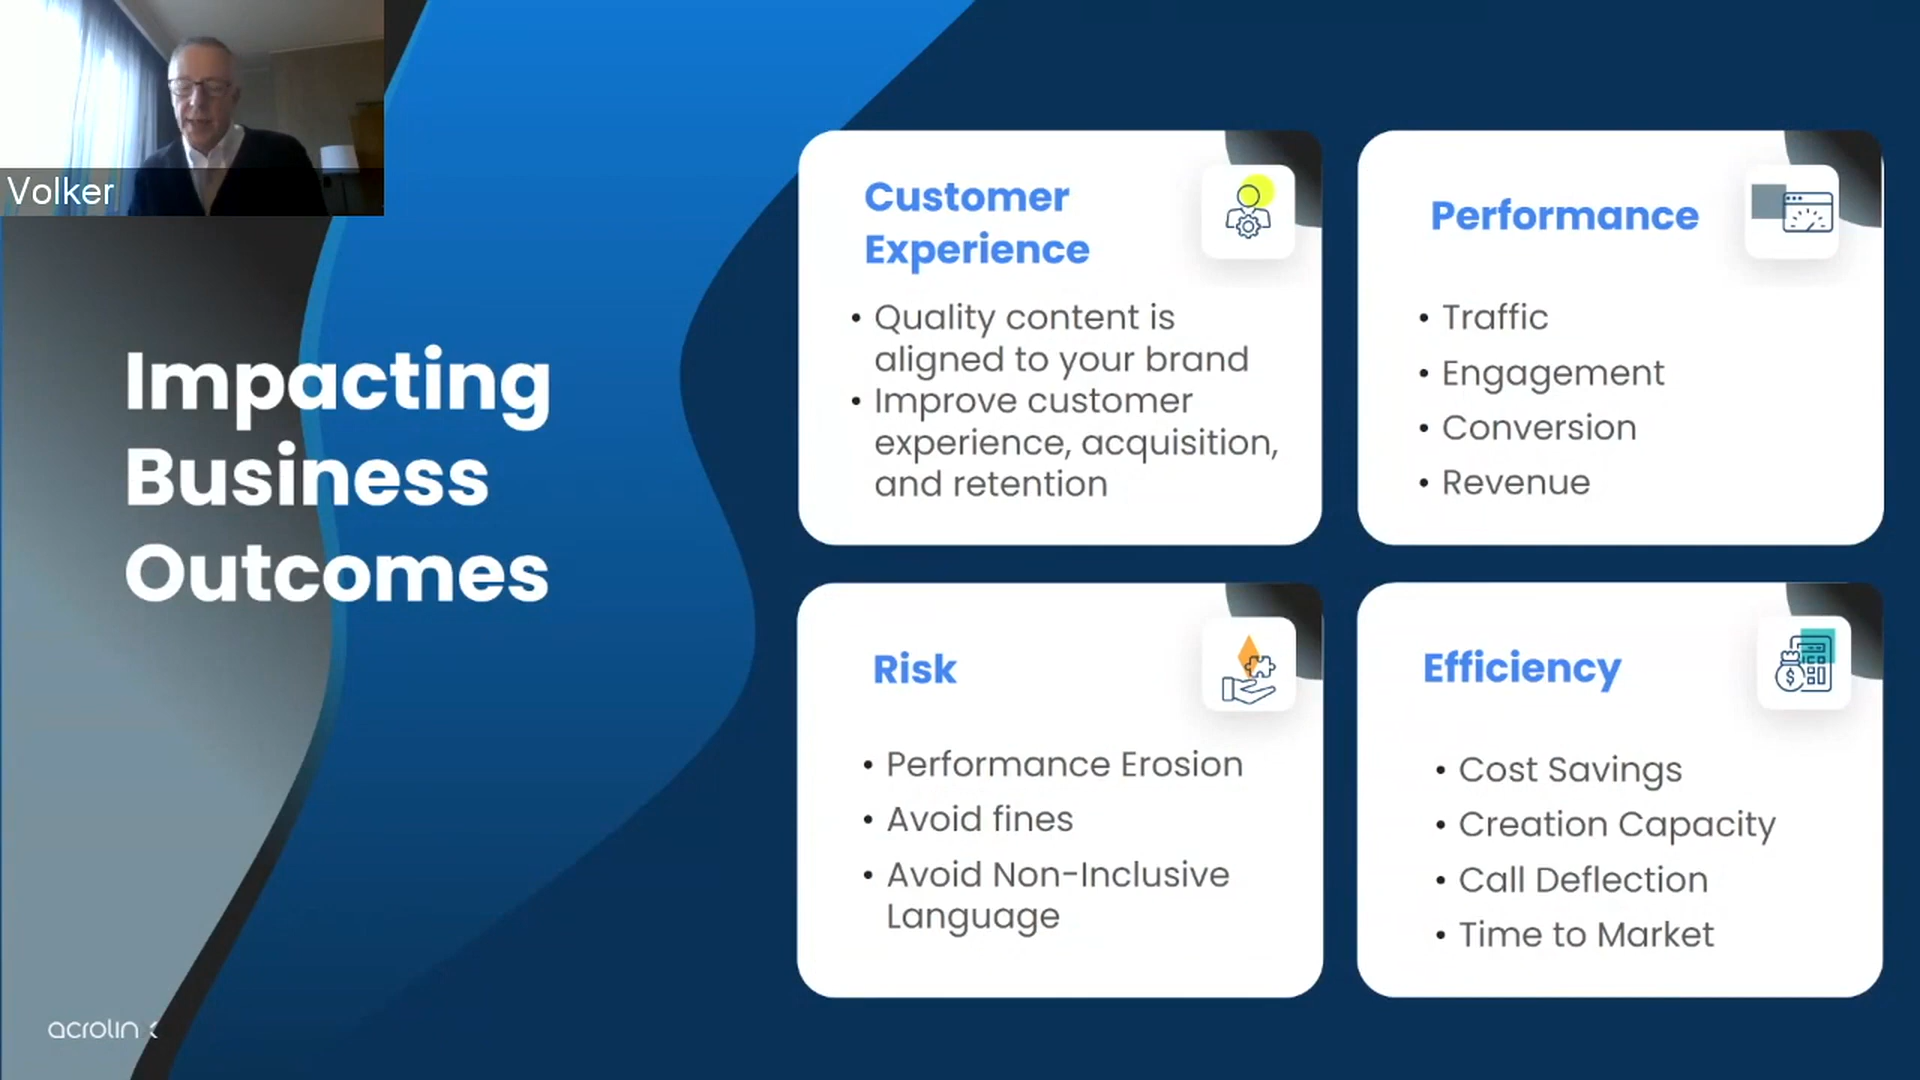 Volker
Impacting
Business
Outcomes
Customer
Experience
• Quality content is
aligned to your brand
• Improve customer
experience, acquisition,
and retention
Performance
• Traffic
• Engagement
• Conversion
• Revenue
Risk
• Performance Erosion
• Avoid fines
• Avoid Non-Inclusive
Language
Efficiency
• Cost Savings
• Creation Capacity
• Call Deflection
• Time to Market
acrolinx